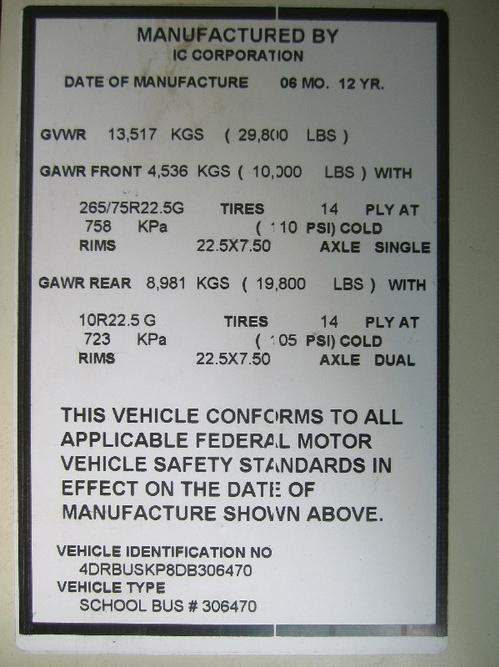 MANUFACTURED BY
IC CORPORATION
DATE OF MANUFACTURE 06 MO. 12 YR.
GVWR 13,517 KGS ( 29,800 LBS )
GAWR FRONT 4,536 KGS ( 10,000 LBS ) WITH
265/75R22.5G TIRES 14 PLY AT
758 KPa ( 110 PSI) COLD
RIMS 22.5X7.50 AXLE SINGLE
GAWR REAR 8,981 KGS ( 19,800 LBS ) WITH
10R22.5 G TIRES 14 PLY AT
723 KPa ( 105 PSI) COLD
RIMS 22.5X7.50 AXLE DUAL
THIS VEHICLE CONFORMS TO ALL
APPLICABLE FEDERAL MOTOR
VEHICLE SAFETY STANDARDS IN
EFFECT ON THE DATE OF
MANUFACTURE SHOWN ABOVE.
VEHICLE IDENTIFICATION NO
4DRBUSKP8DB306470
VEHICLE TYPE
SCHOOL BUS # 306470